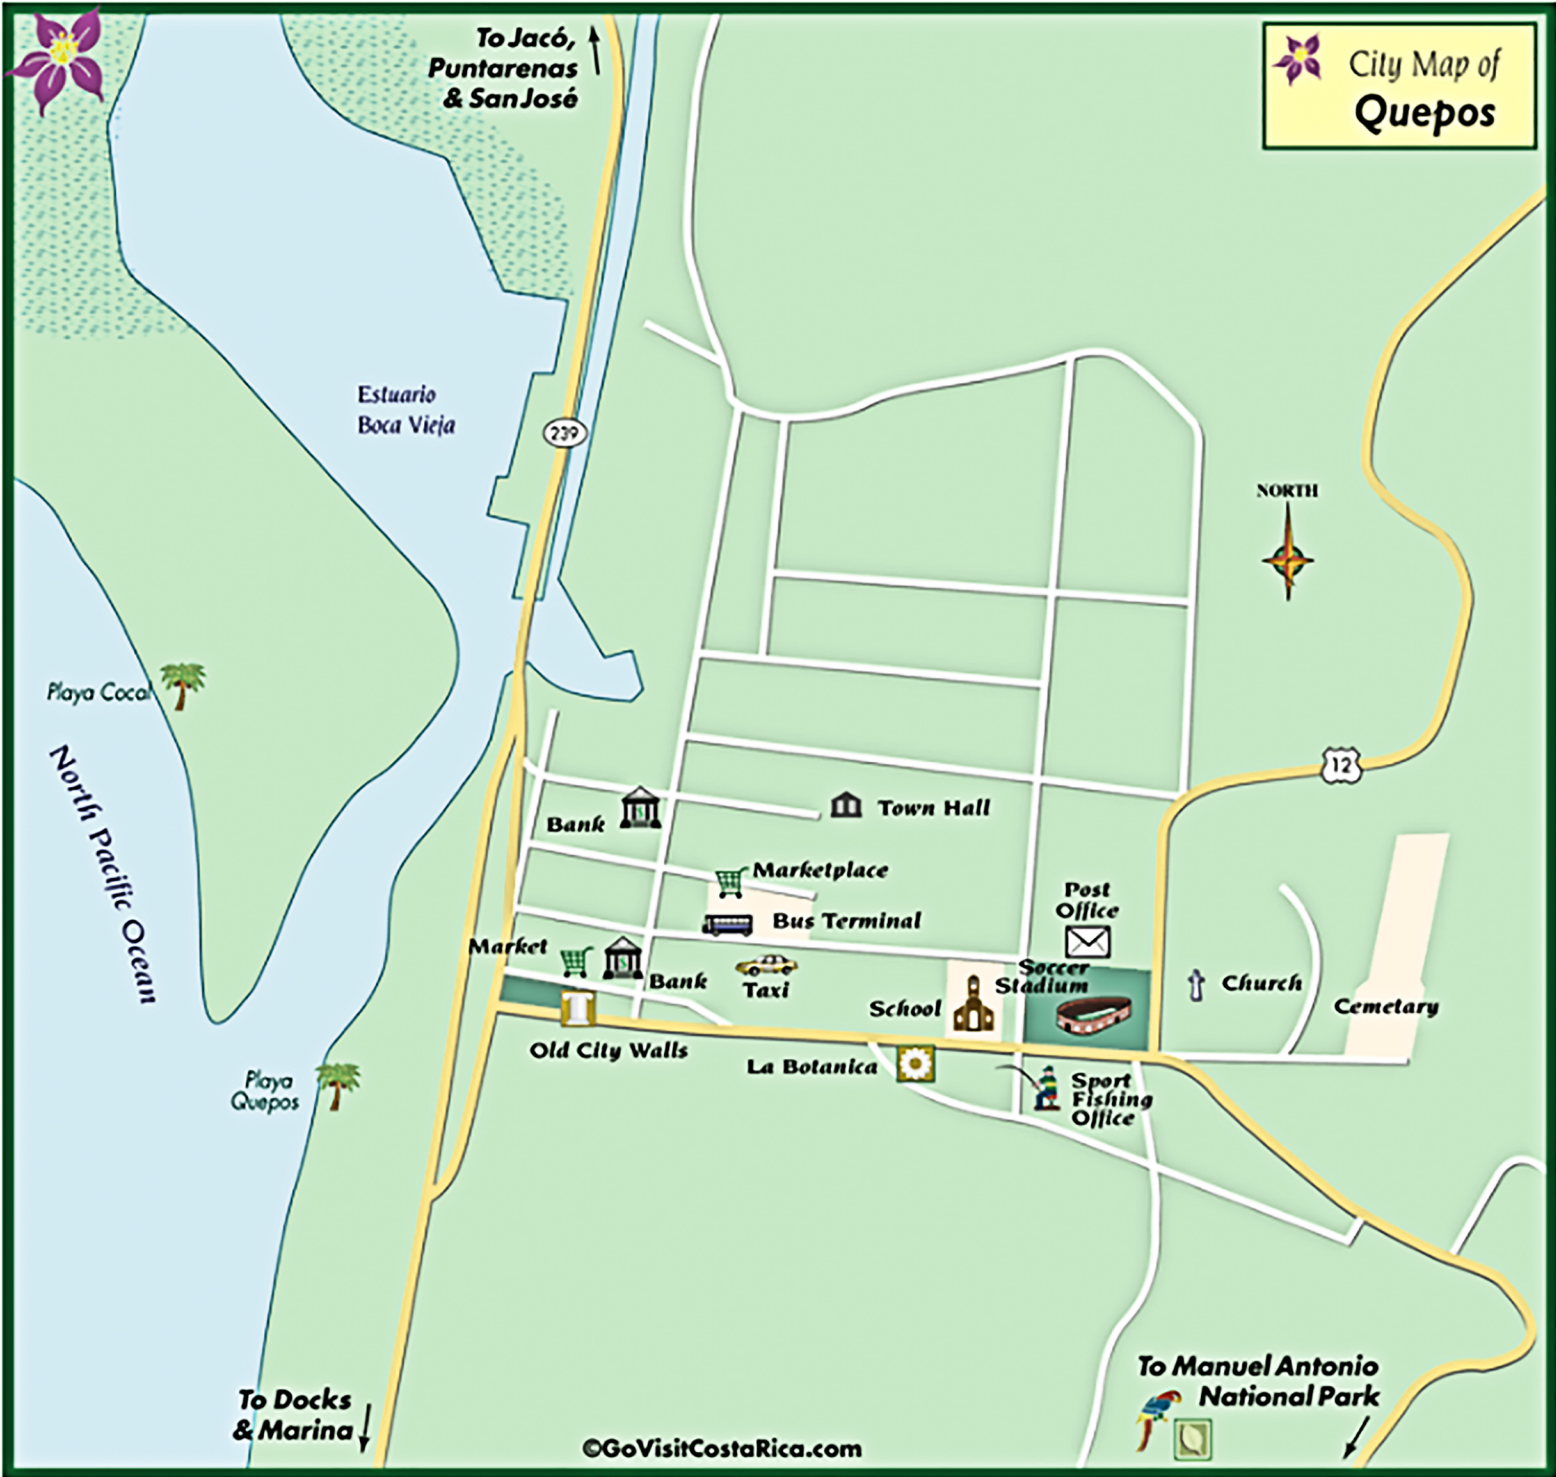 To Jacó,
Puntarenas
& San José
City Map of
Quepos
Estuario
Boca Vieja
239
NORTH
Playa Cocal
North Pacific Ocean
12
Bank
Town Hall
Marketplace
Bus Terminal
Post
Office
Market
Bank
Taxi
Soccer
Stadium
School
Church
Cemetary
Old City Walls
La Botanica
Playa
Quepos
Sport
Fishing
Office
To Docks
& Marina
To Manuel Antonio
National Park
©GoVisitCostaRica.com